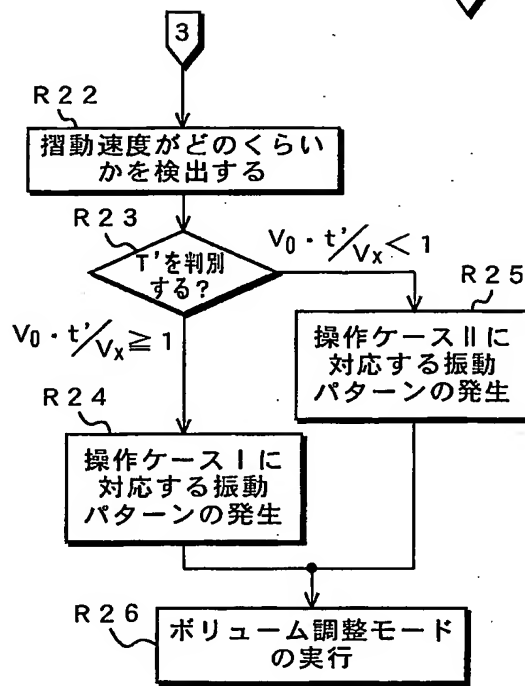 3
R22
摺動速度がどのくらい
かを検出する
R23
T'を判別
する?
V0・t'/Vx<1
V0・t'/Vx≧1
R25
操作ケースⅡに
対応する振動
パターンの発生
R24
操作ケースⅠに
対応する振動
パターンの発生
R26
ボリューム調整モード
の実行